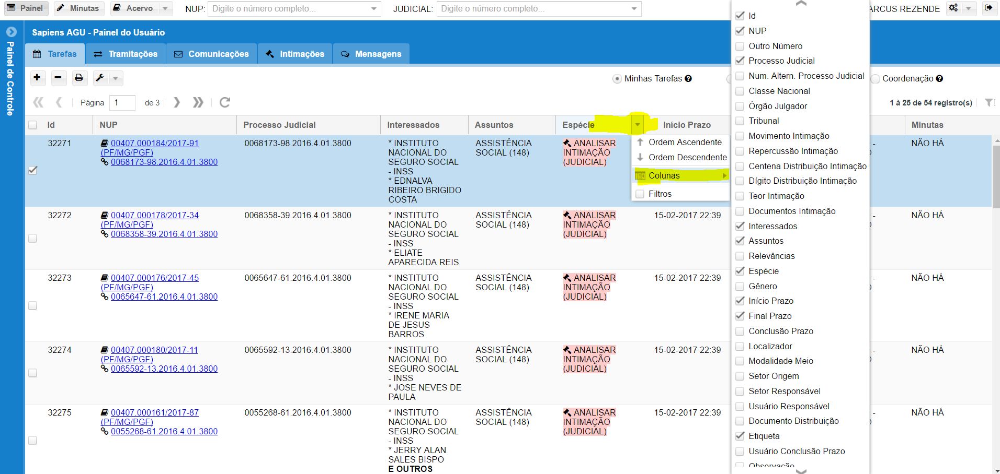 Painel
Minutas
Acervo
NUP:
Digite o número completo...
JUDICIAL:
Digite o número completo...
ARCUS REZENDE
Painel de Controle
Sapiens AGU - Painel do Usuário
Tarefas
Tramitações
Comunicações
Intimações
Mensagens
Minhas Tarefas
Coordenação
Página
1
de 3
1 à 25 de 54 registro(s)
Id
NUP
Processo Judicial
Interessados
Assuntos
Espécie
Início Prazo
Minutas
32271
00407.000184/2017-91
(PF/MG/PGF)
0068173-98.2016.4.01.3800
0068173-98.2016.4.01.3800
* INSTITUTO
NACIONAL DO
SEGURO SOCIAL
- INSS
* EDNALVA
RIBEIRO BRIGIDO
COSTA
ASSISTÊNCIA
SOCIAL (148)
ANALISAR
INTIMAÇÃO
(JUDICIAL)
NÃO HÁ
32272
00407.000178/2017-34
(PF/MG/PGF)
0068358-39.2016.4.01.3800
0068358-39.2016.4.01.3800
* INSTITUTO
NACIONAL DO
SEGURO SOCIAL
- INSS
* ELIATE
APARECIDA REIS
ASSISTÊNCIA
SOCIAL (148)
ANALISAR
INTIMAÇÃO
(JUDICIAL)
15-02-2017 22:39
NÃO HÁ
32273
00407.000176/2017-45
(PF/MG/PGF)
0065647-61.2016.4.01.3800
0065647-61.2016.4.01.3800
* INSTITUTO
NACIONAL DO
SEGURO SOCIAL
- INSS
* IRENE MARIA
DE JESUS
BARROS
ASSISTÊNCIA
SOCIAL (148)
ANALISAR
INTIMAÇÃO
(JUDICIAL)
15-02-2017 22:39
NÃO HÁ
32274
00407.000180/2017-11
(PF/MG/PGF)
0065592-13.2016.4.01.3800
0065592-13.2016.4.01.3800
* INSTITUTO
NACIONAL DO
SEGURO SOCIAL
- INSS
* JOSE NEVES DE
PAULA
ASSISTÊNCIA
SOCIAL (148)
ANALISAR
INTIMAÇÃO
(JUDICIAL)
15-02-2017 22:39
NÃO HÁ
32275
00407.000161/2017-87
(PF/MG/PGF)
0055268-61.2016.4.01.3800
0055268-61.2016.4.01.3800
* INSTITUTO
NACIONAL DO
SEGURO SOCIAL
- INSS
* JERRY ALAN
SALES BISPO
E OUTROS
ASSISTÊNCIA
SOCIAL (148)
ANALISAR
INTIMAÇÃO
(JUDICIAL)
15-02-2017 22:39
NÃO HÁ
Ordem Ascendente
Ordem Descendente
Colunas
Filtros
Id
NUP
Outro Número
Processo Judicial
Num. Altern. Processo Judicial
Classe Nacional
Órgão Julgador
Tribunal
Movimento Intimação
Repercussão Intimação
Centena Distribuição Intimação
Dígito Distribuição Intimação
Teor Intimação
Documentos Intimação
Interessados
Assuntos
Relevâncias
Espécie
Gênero
Início Prazo
Final Prazo
Conclusão Prazo
Localizador
Modalidade Meio
Setor Origem
Setor Responsável
Usuário Responsável
Documento Distribuição
Etiqueta
Usuário Conclusão Prazo
Observação